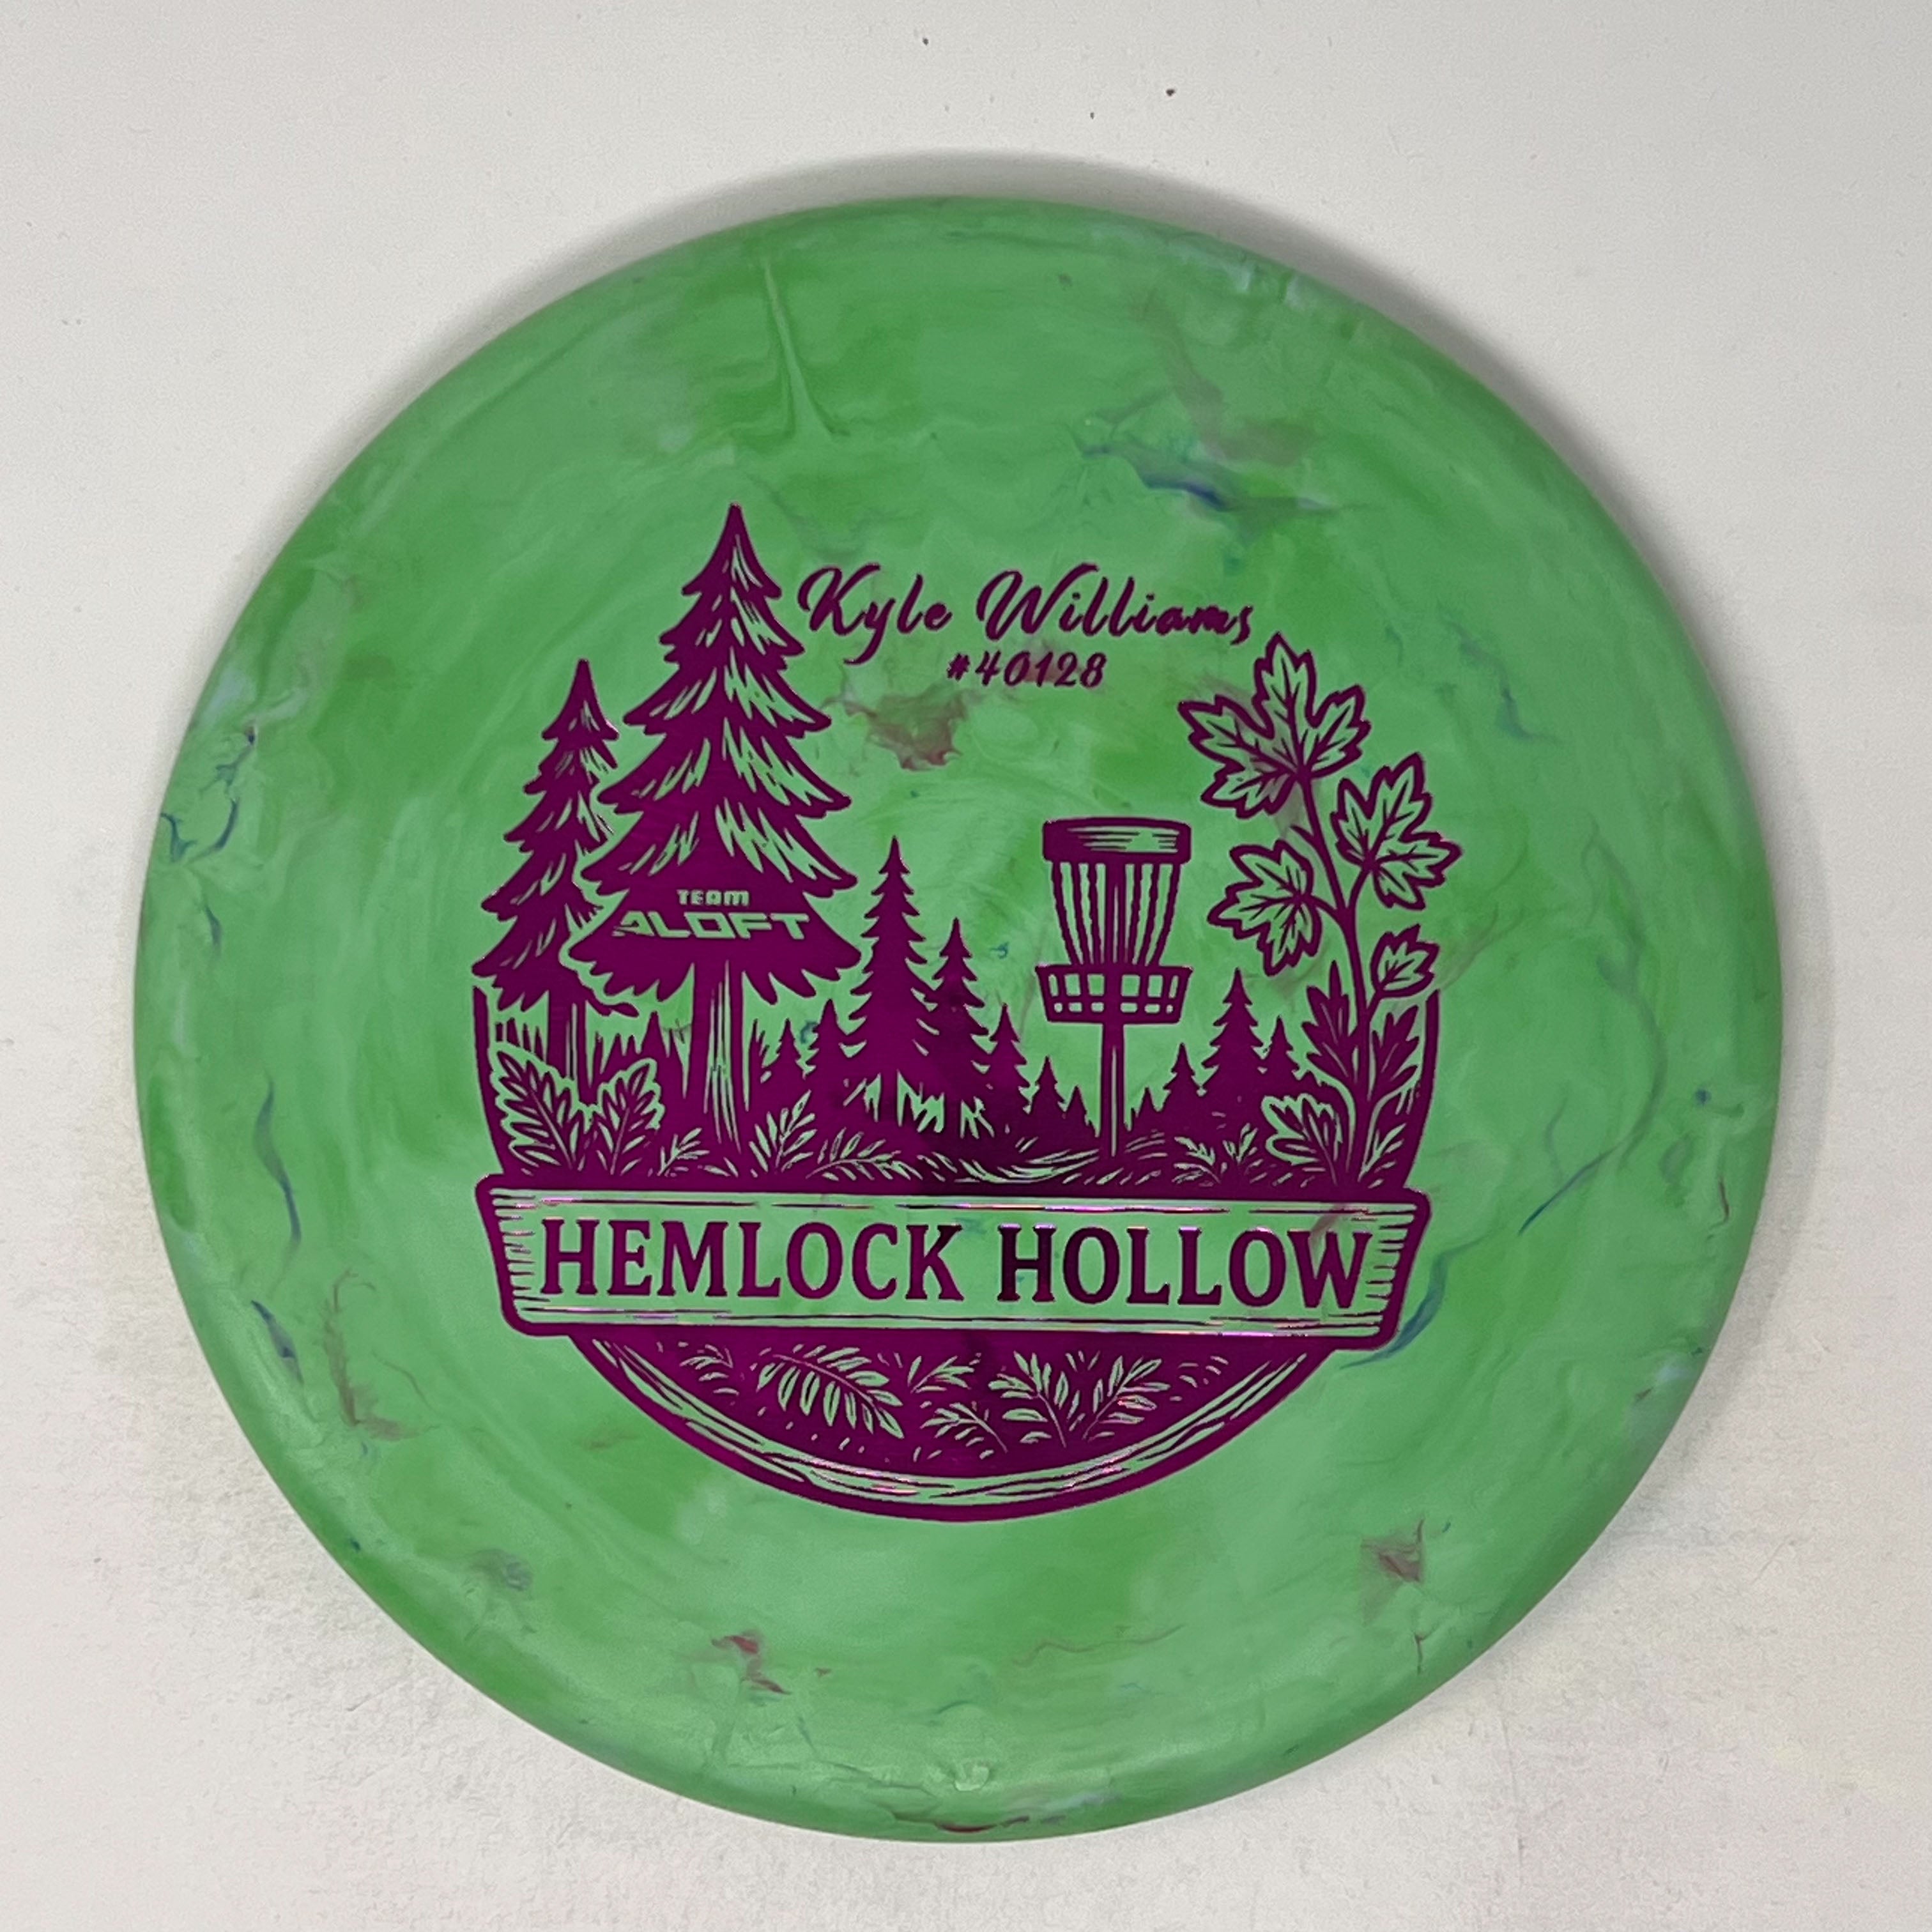 Kyle Williams
#40128
TEAM
ALOFT
HEMLOCK HOLLOW